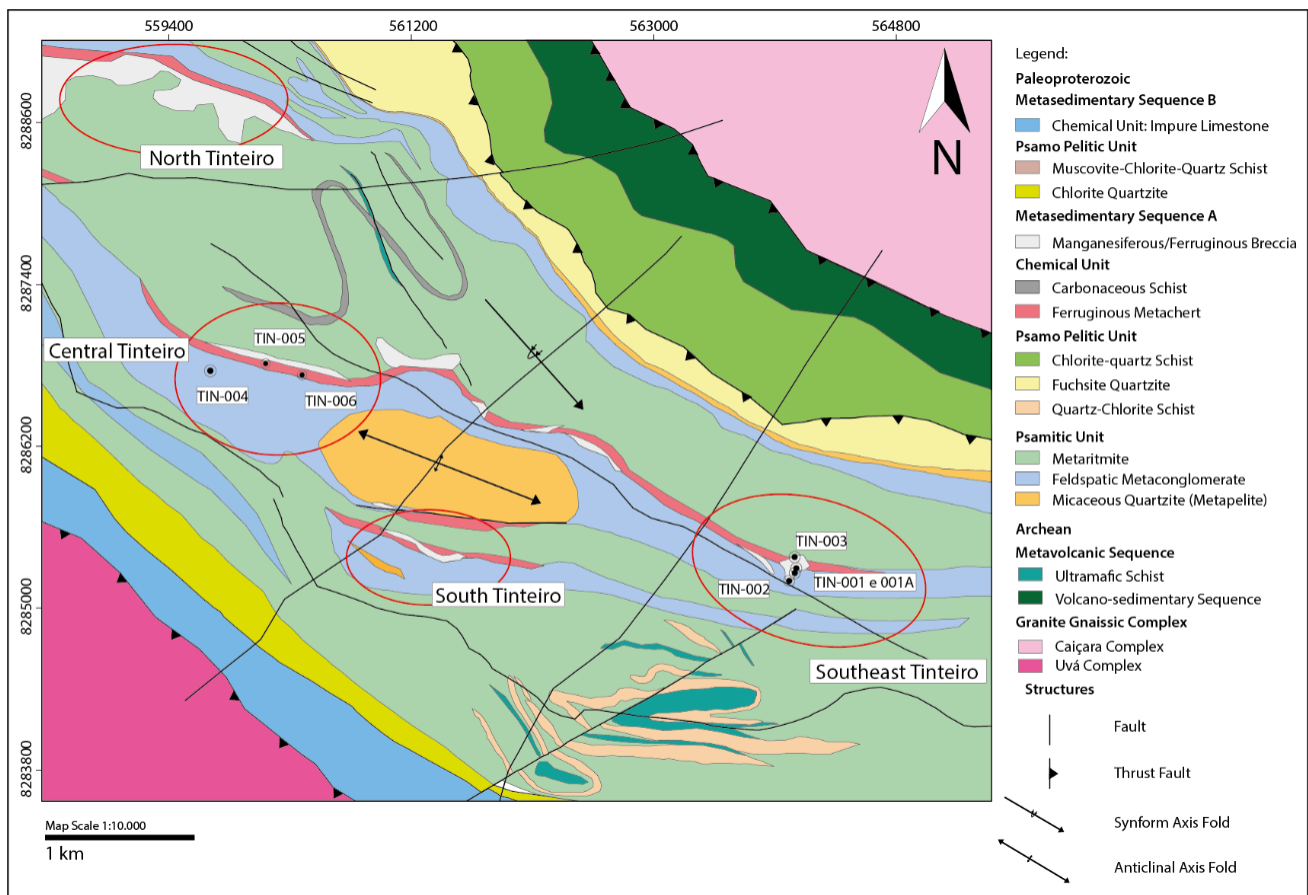 559400
561200
563000
564800
8288600
8287400
8286200
8285000
8283800
North Tinteiro
N
Central Tinteiro
TIN-005
TIN-004
TIN-006
South Tinteiro
TIN-003
TIN-001 e 001A
TIN-002
Southeast Tinteiro
Map Scale 1:10.000
1 km
Legend:
Paleoproterozoic
Metasedimentary Sequence B
Chemical Unit: Impure Limestone
Psamo Pelitic Unit
Muscovite-Chlorite-Quartz Schist
Chlorite Quartzite
Metasedimentary Sequence A
Manganesiferous/Ferruginous Breccia
Chemical Unit
Carbonaceous Schist
Ferruginous Metachert
Psamo Pelitic Unit
Chlorite-quartz Schist
Fuchsite Quartzite
Quartz-Chlorite Schist
Psamitic Unit
Metaritmite
Feldspatic Metaconglomerate
Micaceous Quartzite (Metapelite)
Archean
Metavolcanic Sequence
Ultramafic Schist
Volcano-sedimentary Sequence
Granite Gnaissic Complex
Caiçara Complex
Uvá Complex
Structures
Fault
Thrust Fault
Synform Axis Fold
Anticlinal Axis Fold